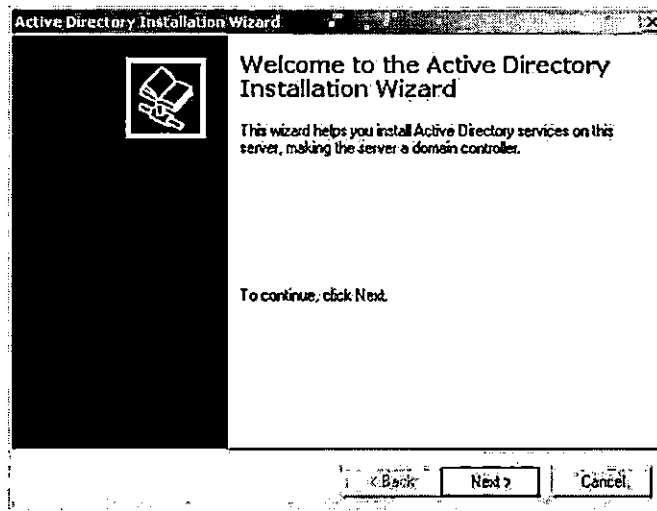 Active Directory Installation Wizard
Welcome to the Active Directory
Installation Wizard
This wizard helps you install Active Directory services on this
server, making the server a domain controller.
To continue, click Next.
< Back
Next >
Cancel